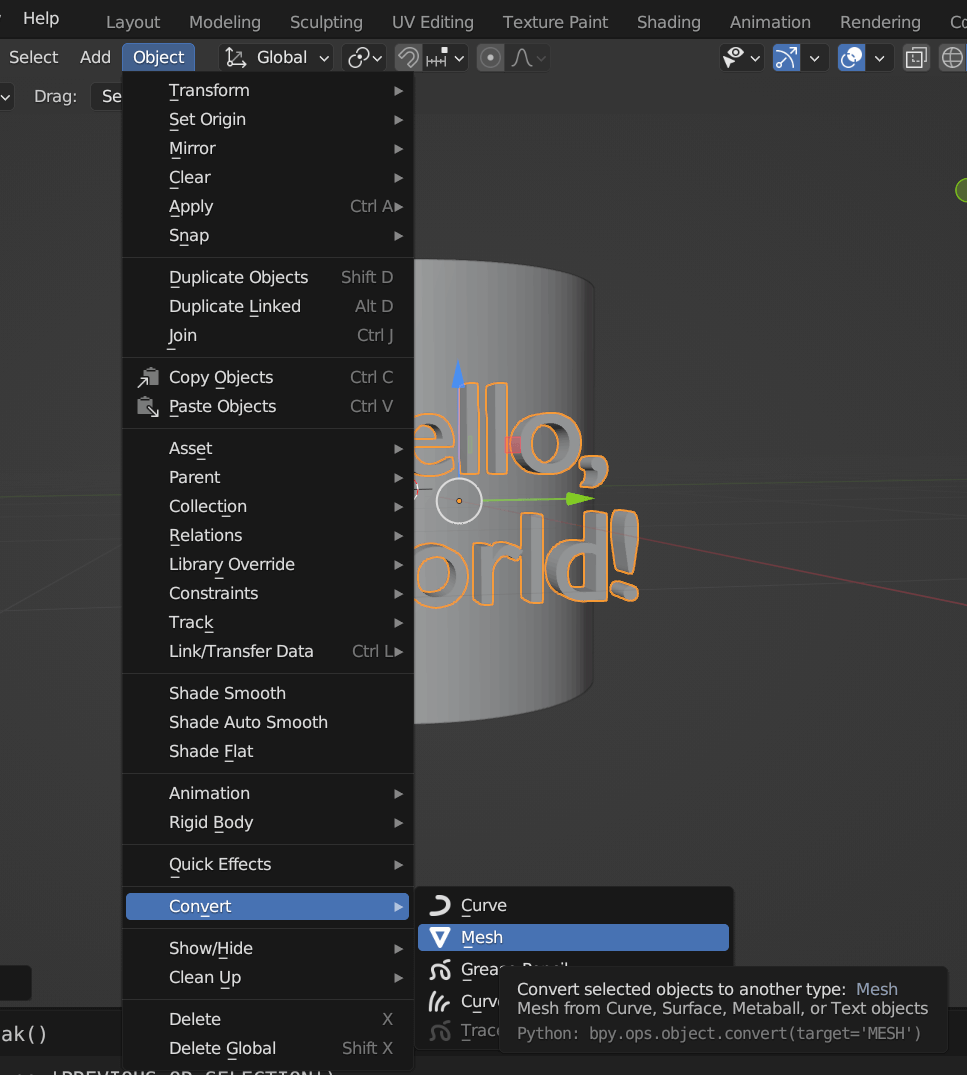 Help Layout Modeling Sculpting UV Editing Texture Paint Shading Animation Rendering
Select Add Object Global
Drag: Se
Transform
Set Origin
Mirror
Clear
Apply Ctrl A
Snap
Duplicate Objects Shift D
Duplicate Linked Alt D
Join Ctrl J
Copy Objects Ctrl C
Paste Objects Ctrl V
Asset
Parent
Collection
Relations
Library Override
Constraints
Track
Link/Transfer Data Ctrl L
Shade Smooth
Shade Auto Smooth
Shade Flat
Animation
Rigid Body
Quick Effects
Convert
Show/Hide
Clean Up
Delete X
Delete Global Shift X
ello,
orld!
Curve
Mesh
Grease Pencil
Curv
Trac
Convert selected objects to another type: Mesh
Mesh from Curve, Surface, Metaball, or Text objects
Python: bpy.ops.object.convert(target='MESH')
ak()
'PREVIOUS_OR_SELECTION')